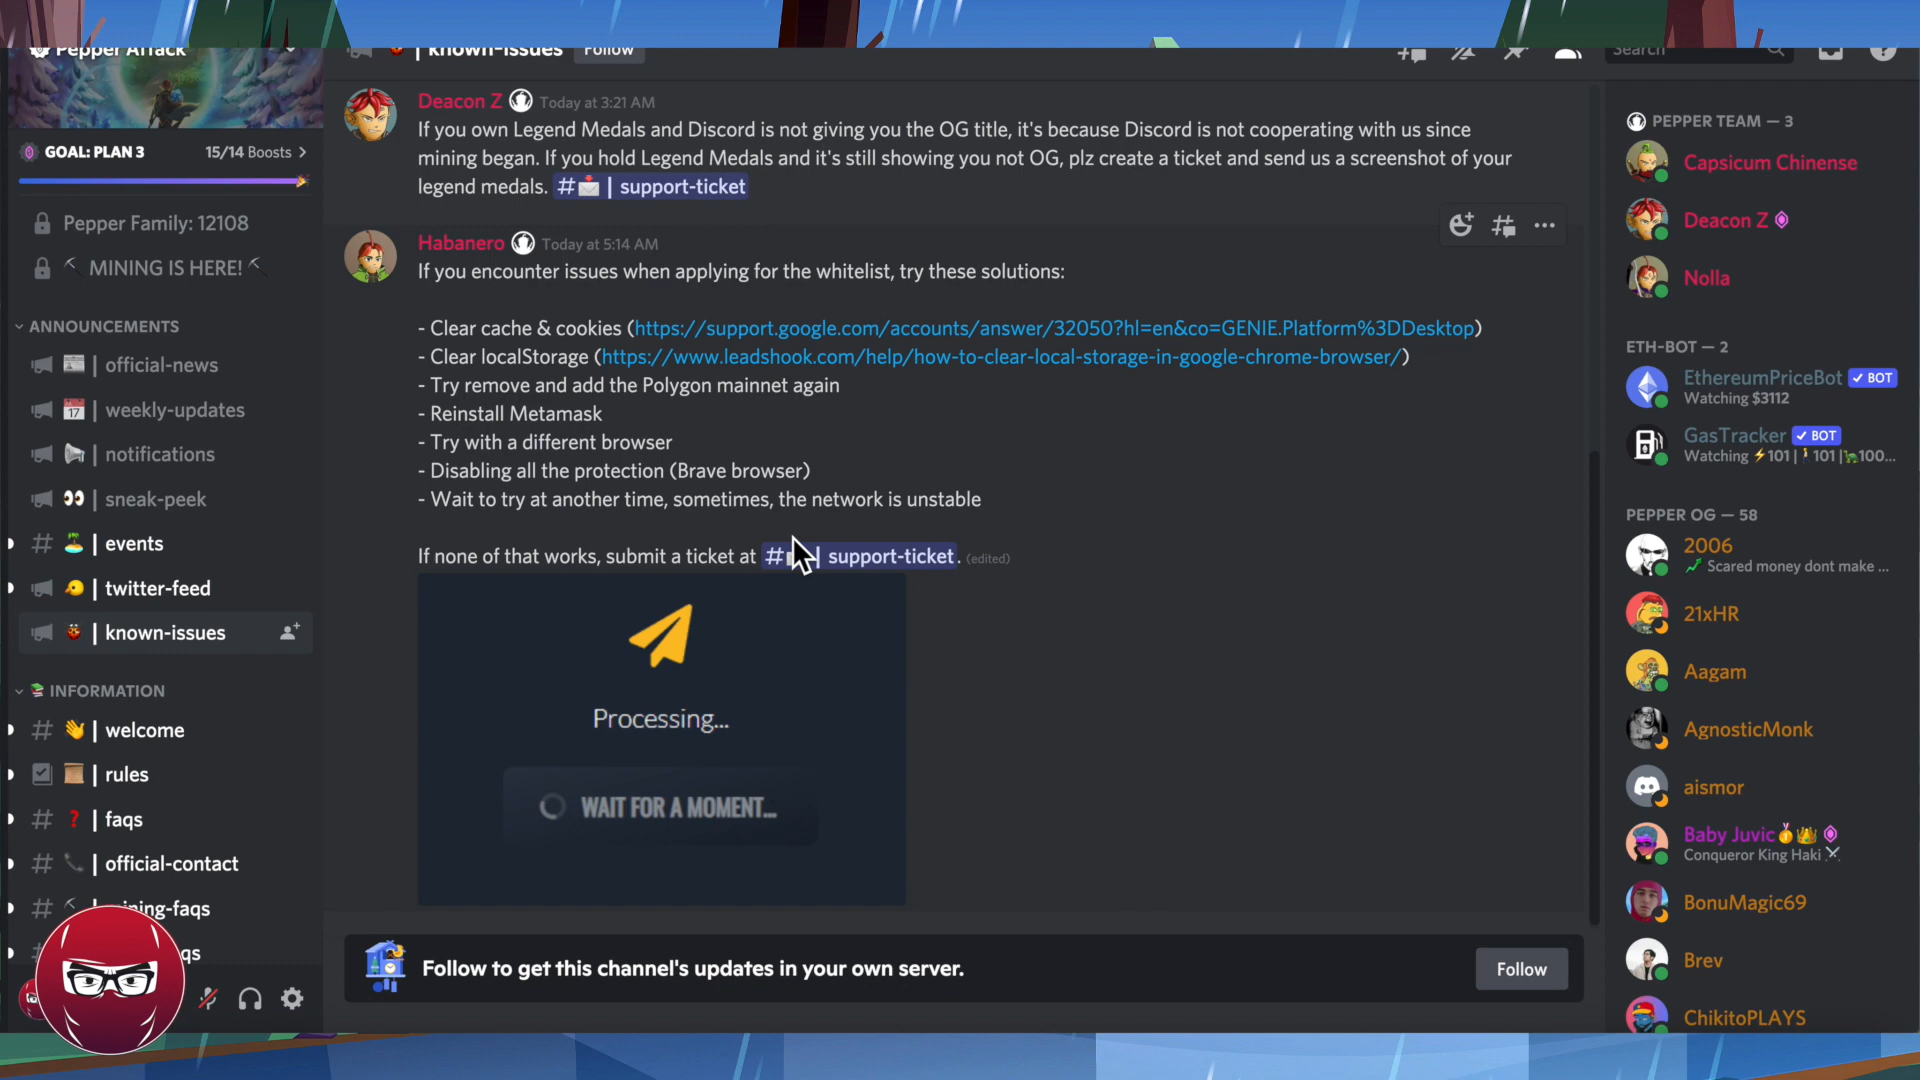 Pepper Attack
GOAL: PLAN 3
15/14 Boosts
Pepper Family: 12108
MINING IS HERE!
ANNOUNCEMENTS
official-news
17 | weekly-updates
notifications
sneak-peek
events
twitter-feed
known-issues
INFORMATION
welcome
rules
faqs
official-contact
| known-issues
Follow
Deacon Z Today at 3:21 AM
If you own Legend Medals and Discord is not giving you the OG title, it's because Discord is not cooperating with us since
mining began. If you hold Legend Medals and it's still showing you not OG, plz create a ticket and send us a screenshot of your
legend medals. # | support-ticket
Habanero Today at 5:14 AM
If you encounter issues when applying for the whitelist, try these solutions:
- Clear cache & cookies (https://support.google.com/accounts/answer/32050?hl=en&co=GENIE.Platform%3DDesktop)
- Clear localStorage (https://www.leadshook.com/help/how-to-clear-local-storage-in-google-chrome-browser/)
- Try remove and add the Polygon mainnet again
- Reinstall Metamask
- Try with a different browser
- Disabling all the protection (Brave browser)
- Wait to try at another time, sometimes, the network is unstable
If none of that works, submit a ticket at # | support-ticket. (edited)
Processing...
WAIT FOR A MOMENT...
Follow to get this channel's updates in your own server.
Follow
Search
PEPPER TEAM — 3
Capsicum Chinense
Deacon Z
Nolla
ETH-BOT — 2
EthereumPriceBot ✓ BOT
Watching $3112
GasTracker ✓ BOT
Watching ⚡101 | 🚶101 | 🐢100...
PEPPER OG — 58
2006
Scared money dont make ...
21xHR
Aagam
AgnosticMonk
aismor
Baby Juvic
Conqueror King Haki
BonuMagic69
Brev
ChikitoPLAYS